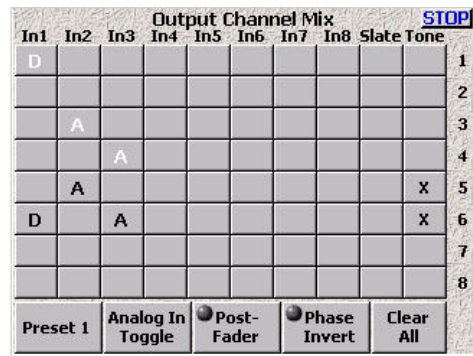 Output Channel Mix STOP
In1 In2 In3 In4 In5 In6 In7 In8 Slate Tone
D 1
2
A 3
A 4
A X 5
D A X 6
7
8
Preset 1 Analog In Toggle Post-Fader Phase Invert Clear All